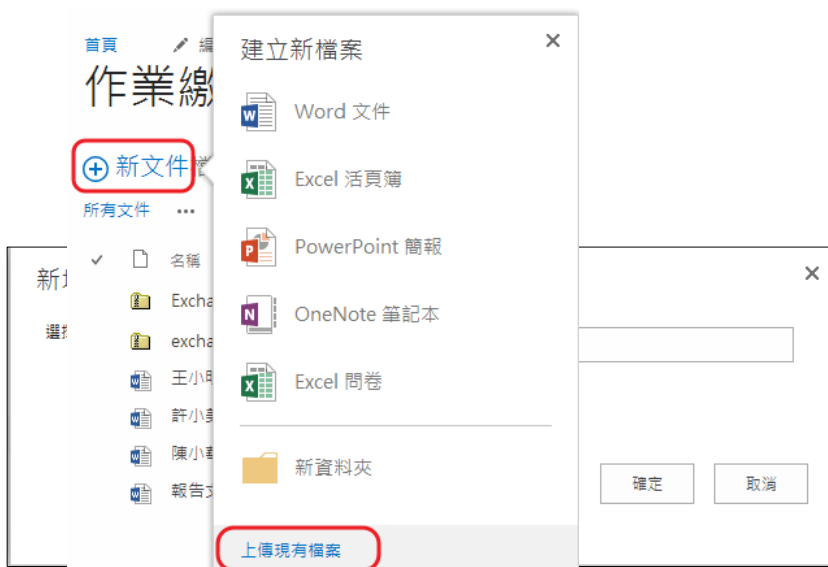 首頁
作業繳
新文件
所有文件 •••
名稱
Excha
excha
王小
許小
陳小
報告
建立新檔案
Word 文件
Excel 活頁簿
PowerPoint 簡報
OneNote 筆記本
Excel 問卷
新資料夾
上傳現有檔案
新
確定
取消